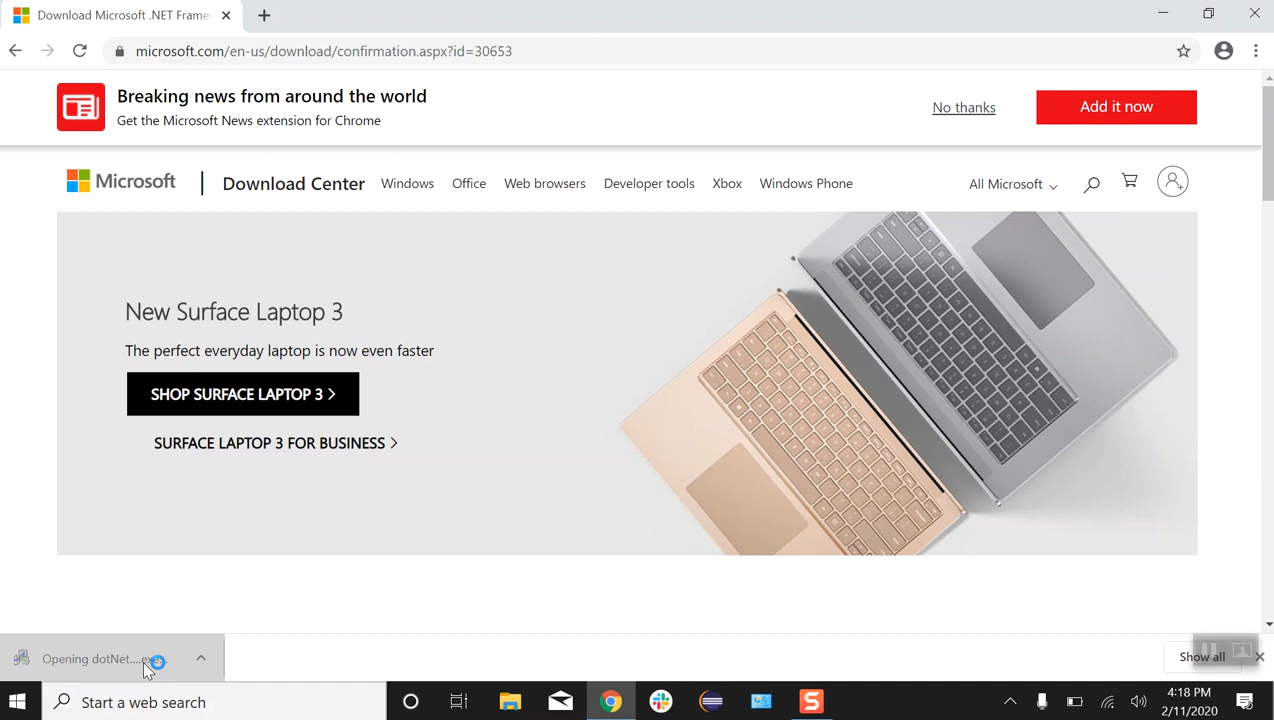 Download Microsoft .NET Frame
microsoft.com/en-us/download/confirmation.aspx?id=30653
Breaking news from around the world
Get the Microsoft News extension for Chrome
No thanks
Add it now
Microsoft
Download Center
Windows
Office
Web browsers
Developer tools
Xbox
Windows Phone
All Microsoft
New Surface Laptop 3
The perfect everyday laptop is now even faster
SHOP SURFACE LAPTOP 3 >
SURFACE LAPTOP 3 FOR BUSINESS >
Opening dotNet....exe...
Show all
Start a web search
4:18 PM
2/11/2020